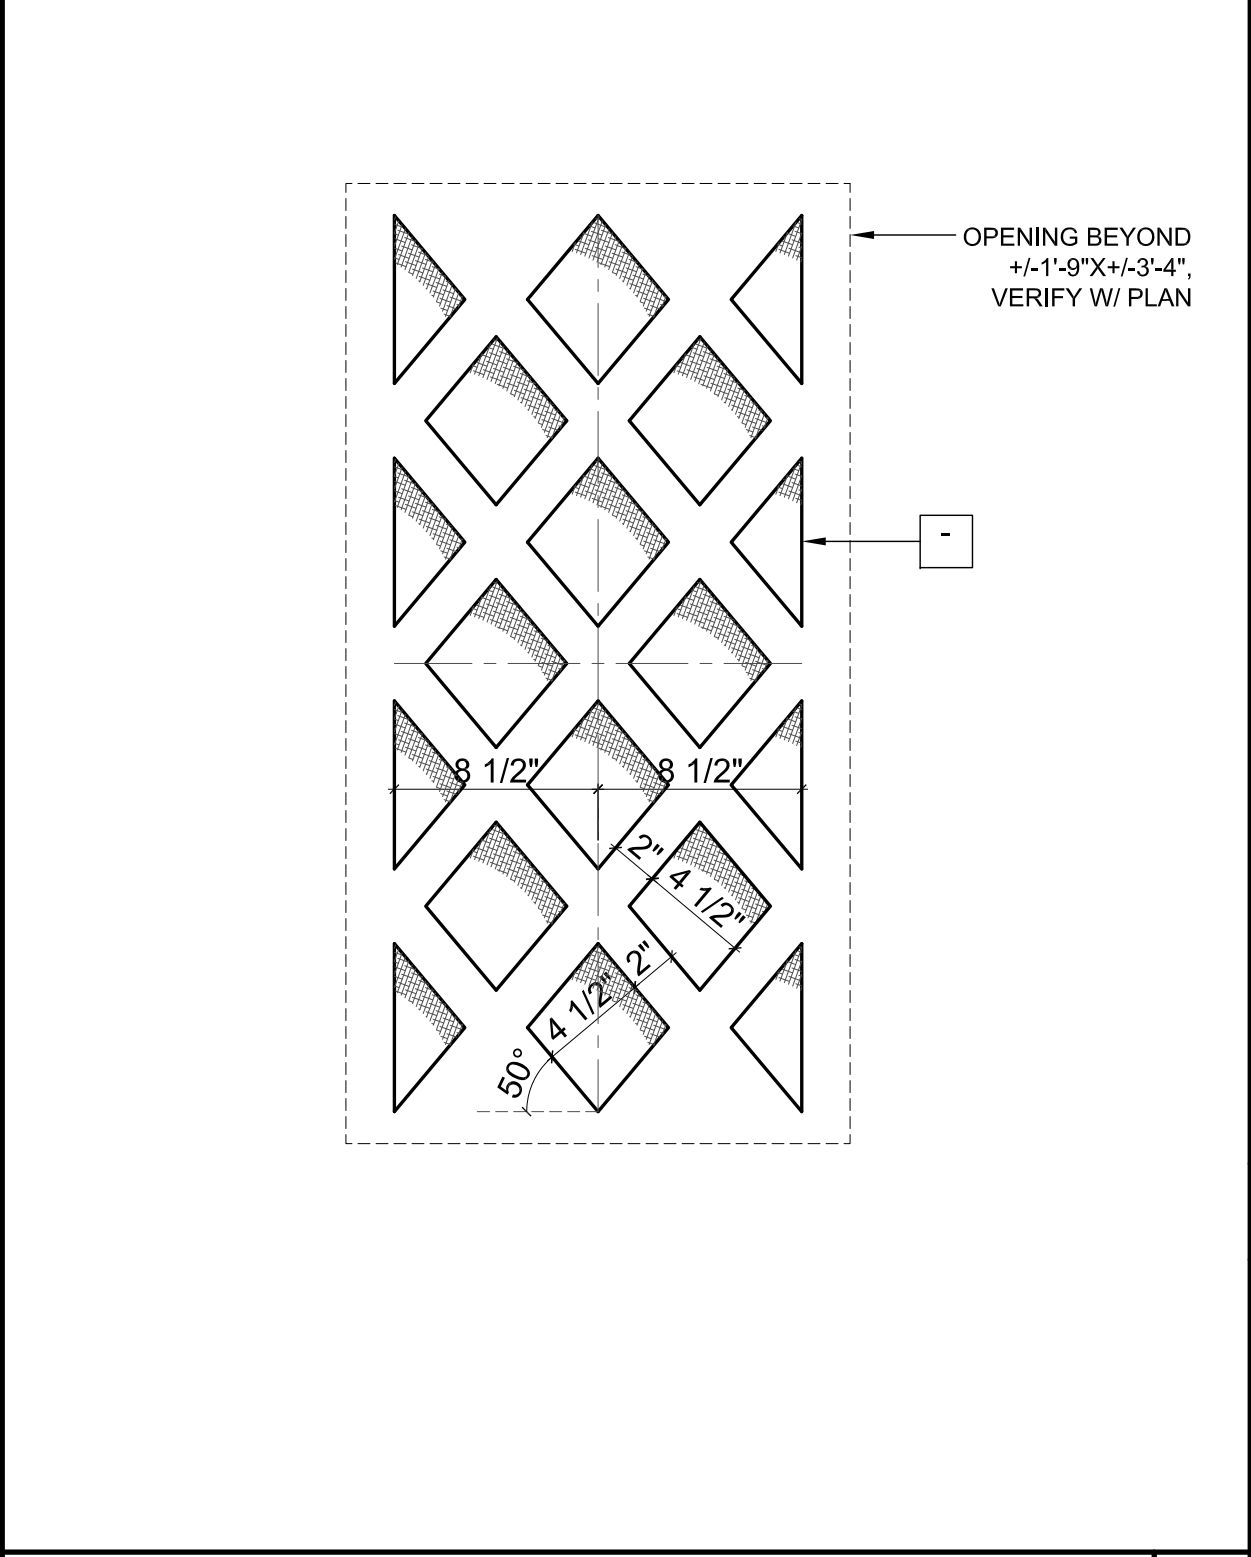 OPENING BEYOND
+/-1'-9"X+/-3'-4",
VERIFY W/ PLAN
-
8 1/2"
8 1/2"
2"
4 1/2"
2"
4 1/2"
50°